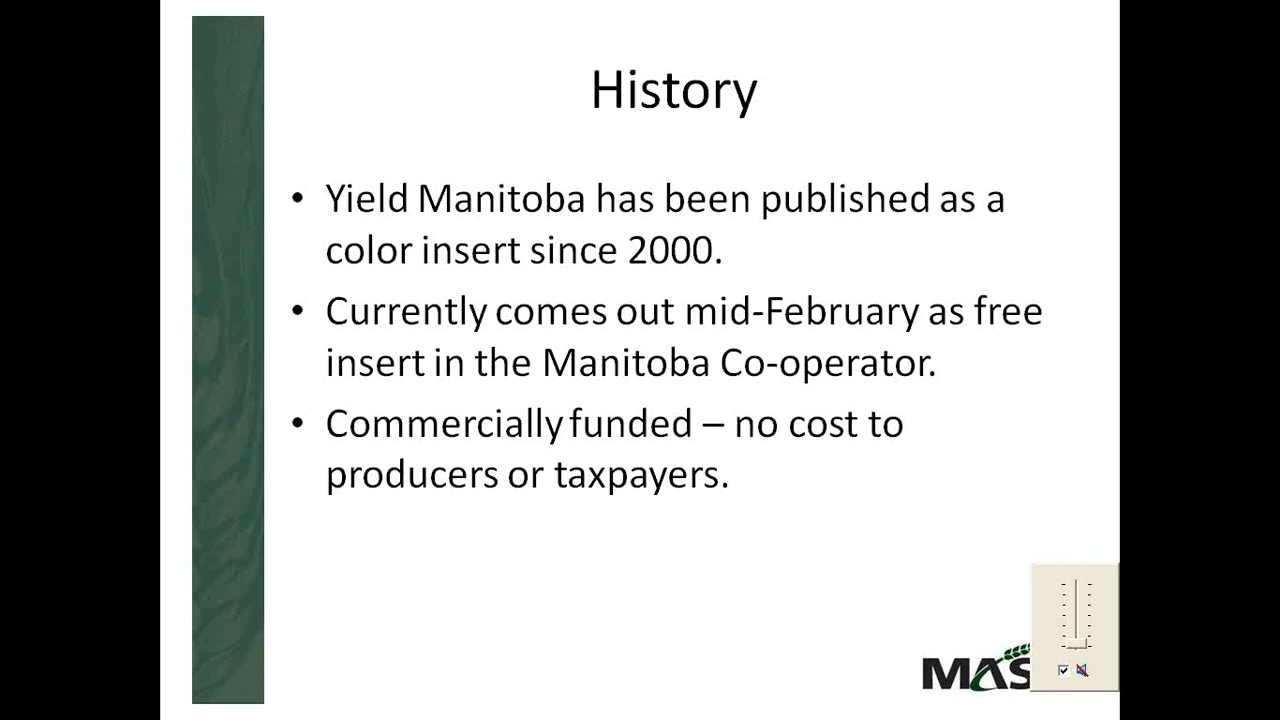 History
• Yield Manitoba has been published as a
color insert since 2000.
• Currently comes out mid-February as free
insert in the Manitoba Co-operator.
• Commercially funded – no cost to
producers or taxpayers.
MAS